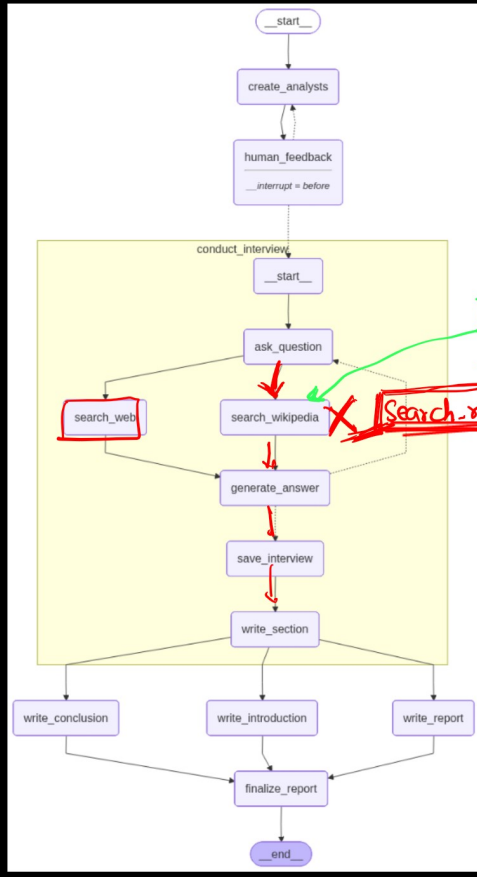 __start__
create_analysts
human_feedback
__interrupt = before
conduct_interview
__start__
ask_question
search_web
search_wikipedia
generate_answer
save_interview
write_section
write_conclusion
write_introduction
write_report
finalize_report
__end__